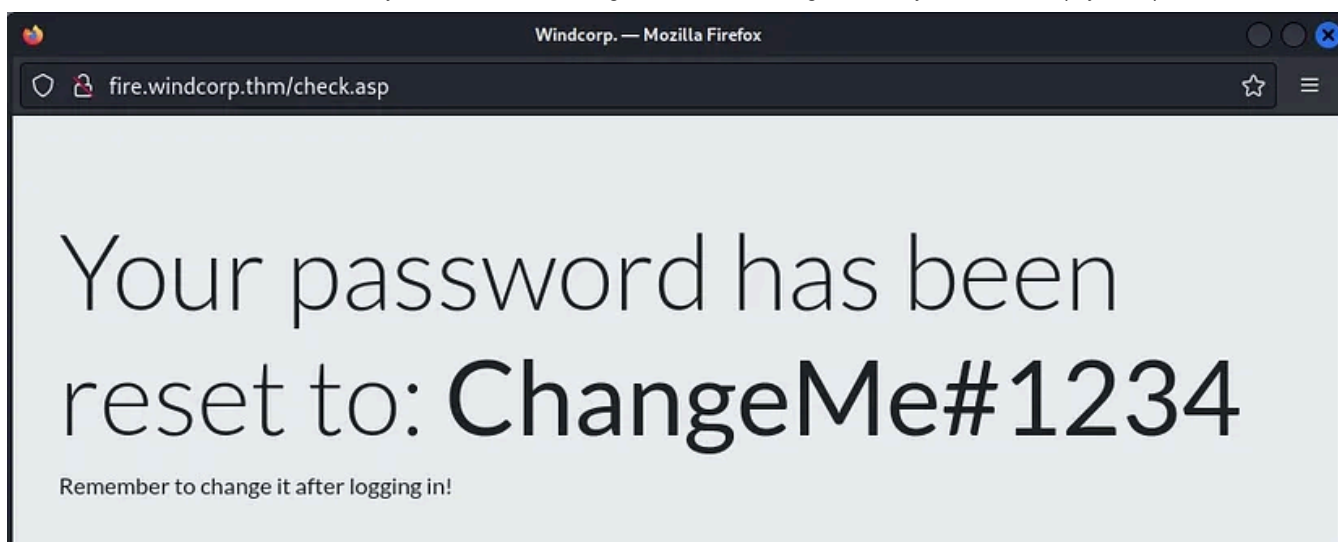 Windcorp. — Mozilla Firefox
fire.windcorp.thm/check.asp
Your password has been
reset to: ChangeMe#1234
Remember to change it after logging in!